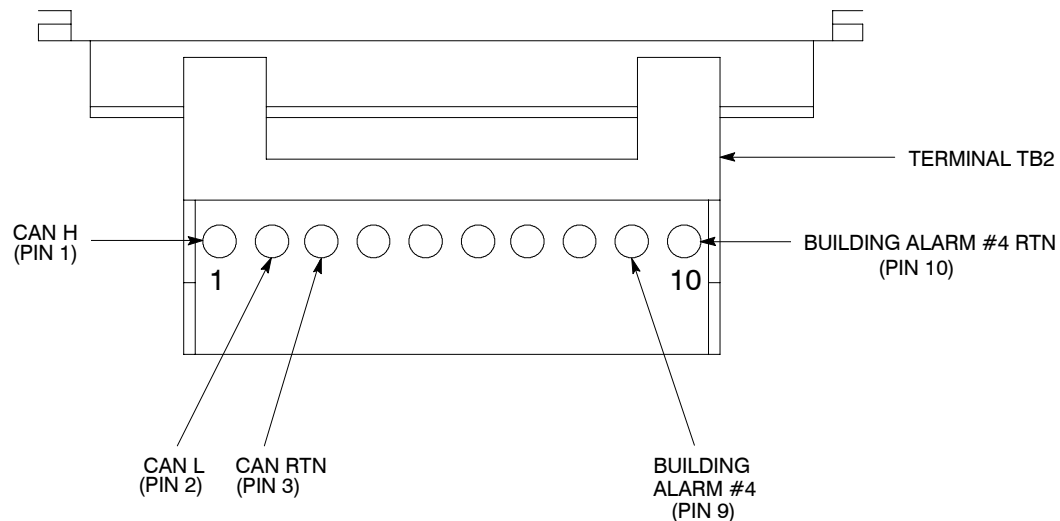 TERMINAL TB2
CAN H
(PIN 1)
BUILDING ALARM #4 RTN
(PIN 10)
1
10
CAN L
(PIN 2)
CAN RTN
(PIN 3)
BUILDING
ALARM #4
(PIN 9)